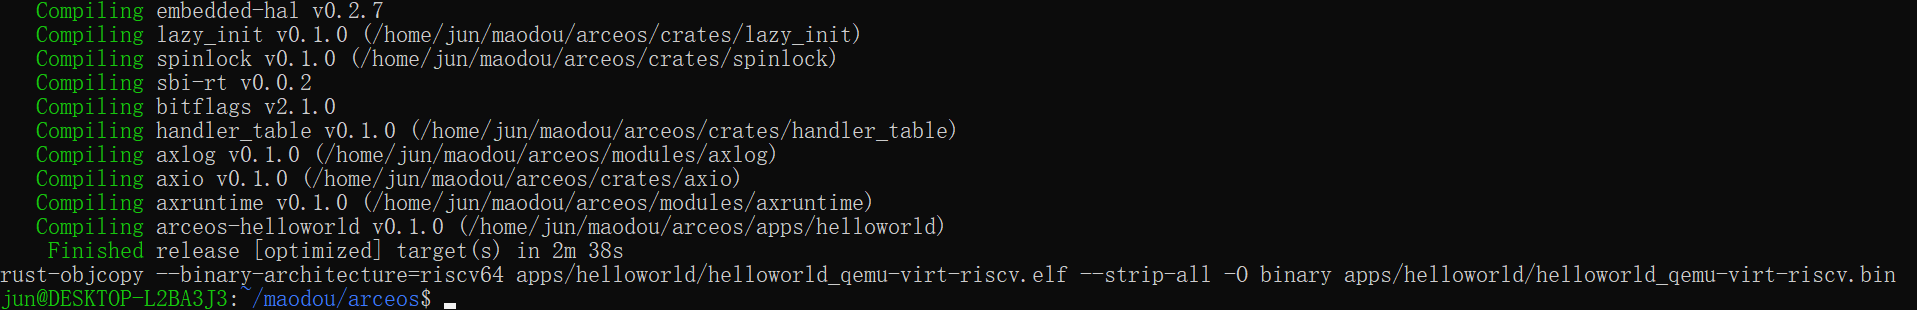 Compiling embedded-hal v0.2.7
Compiling lazy_init v0.1.0 (/home/jun/maodou/arceos/crates/lazy_init)
Compiling spinlock v0.1.0 (/home/jun/maodou/arceos/crates/spinlock)
Compiling sbi-rt v0.0.2
Compiling bitflags v2.1.0
Compiling handler_table v0.1.0 (/home/jun/maodou/arceos/crates/handler_table)
Compiling axlog v0.1.0 (/home/jun/maodou/arceos/modules/axlog)
Compiling axio v0.1.0 (/home/jun/maodou/arceos/crates/axio)
Compiling axruntime v0.1.0 (/home/jun/maodou/arceos/modules/axruntime)
Compiling arceos-helloworld v0.1.0 (/home/jun/maodou/arceos/apps/helloworld)
Finished release [optimized] target(s) in 2m 38s
rust-objcopy --binary-architecture=riscv64 apps/helloworld/helloworld_qemu-virt-riscv.elf --strip-all -O binary apps/helloworld/helloworld_qemu-virt-riscv.bin
jun@DESKTOP-L2BA3J3:~/maodou/arceos$